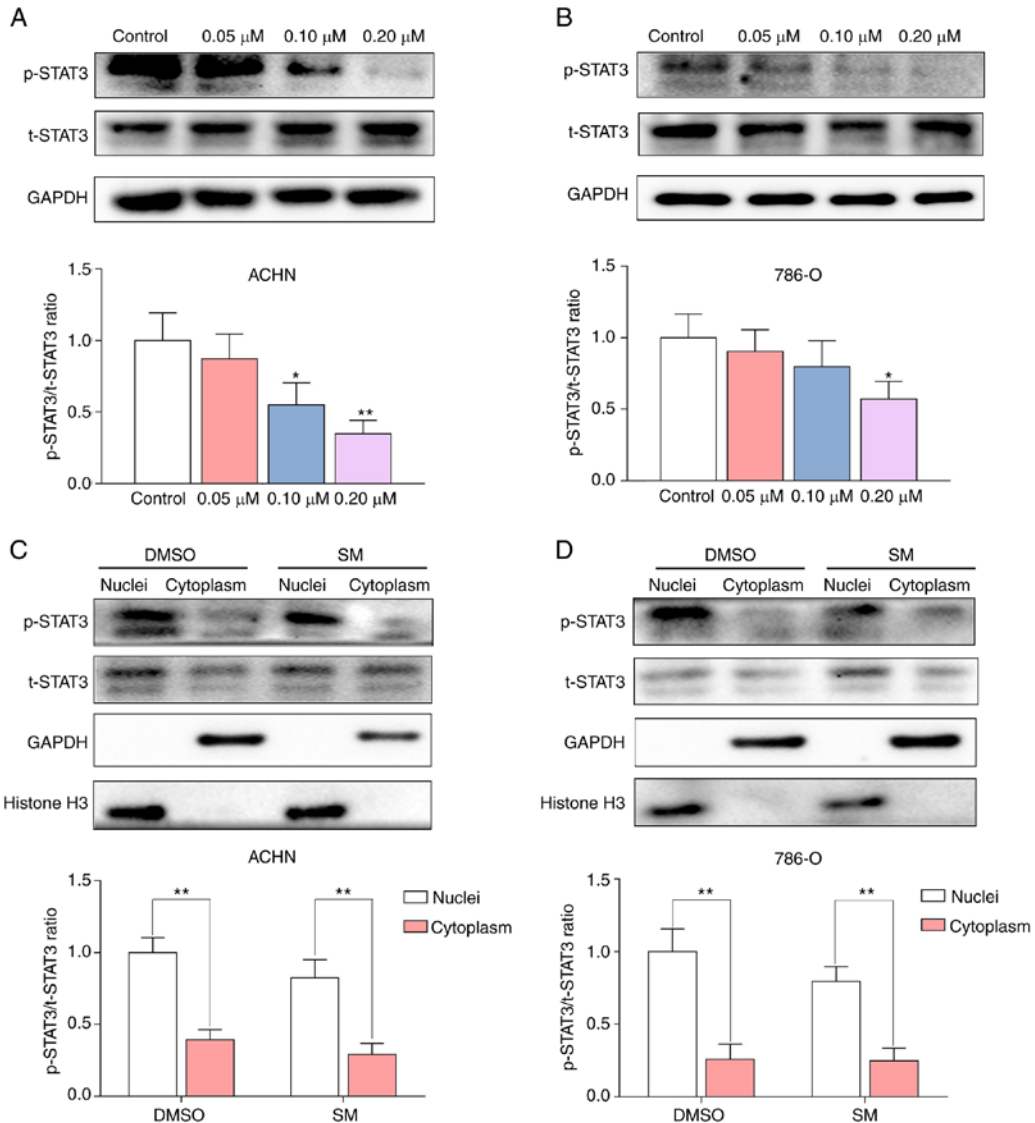 A
Control 0.05 μM 0.10 μM 0.20 μM
p-STAT3
t-STAT3
GAPDH
ACHN
p-STAT3/t-STAT3 ratio
1.5
1.0
0.5
0.0
*
**
Control 0.05 μM 0.10 μM 0.20 μM
B
Control 0.05 μM 0.10 μM 0.20 μM
p-STAT3
t-STAT3
GAPDH
786-O
p-STAT3/t-STAT3 ratio
1.5
1.0
0.5
0.0
*
Control 0.05 μM 0.10 μM 0.20 μM
C
DMSO SM
Nuclei Cytoplasm Nuclei Cytoplasm
p-STAT3
t-STAT3
GAPDH
Histone H3
ACHN
p-STAT3/t-STAT3 ratio
1.5
1.0
0.5
0.0
** **
Nuclei
Cytoplasm
DMSO SM
D
DMSO SM
Nuclei Cytoplasm Nuclei Cytoplasm
p-STAT3
t-STAT3
GAPDH
Histone H3
786-O
p-STAT3/t-STAT3 ratio
1.5
1.0
0.5
0.0
** **
Nuclei
Cytoplasm
DMSO SM